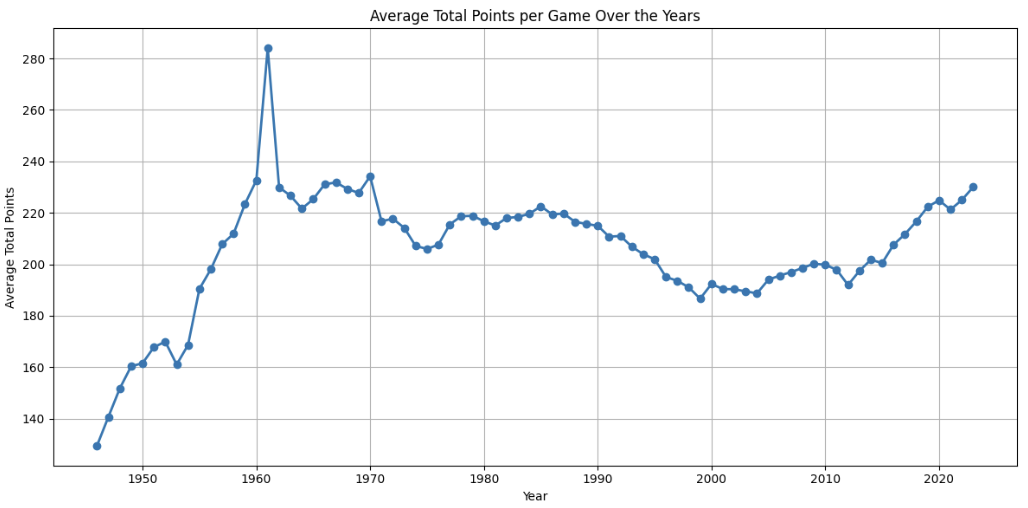 Average Total Points per Game Over the Years
Average Total Points
280
260
240
220
200
180
160
140
1950 1960 1970 1980 1990 2000 2010 2020
Year